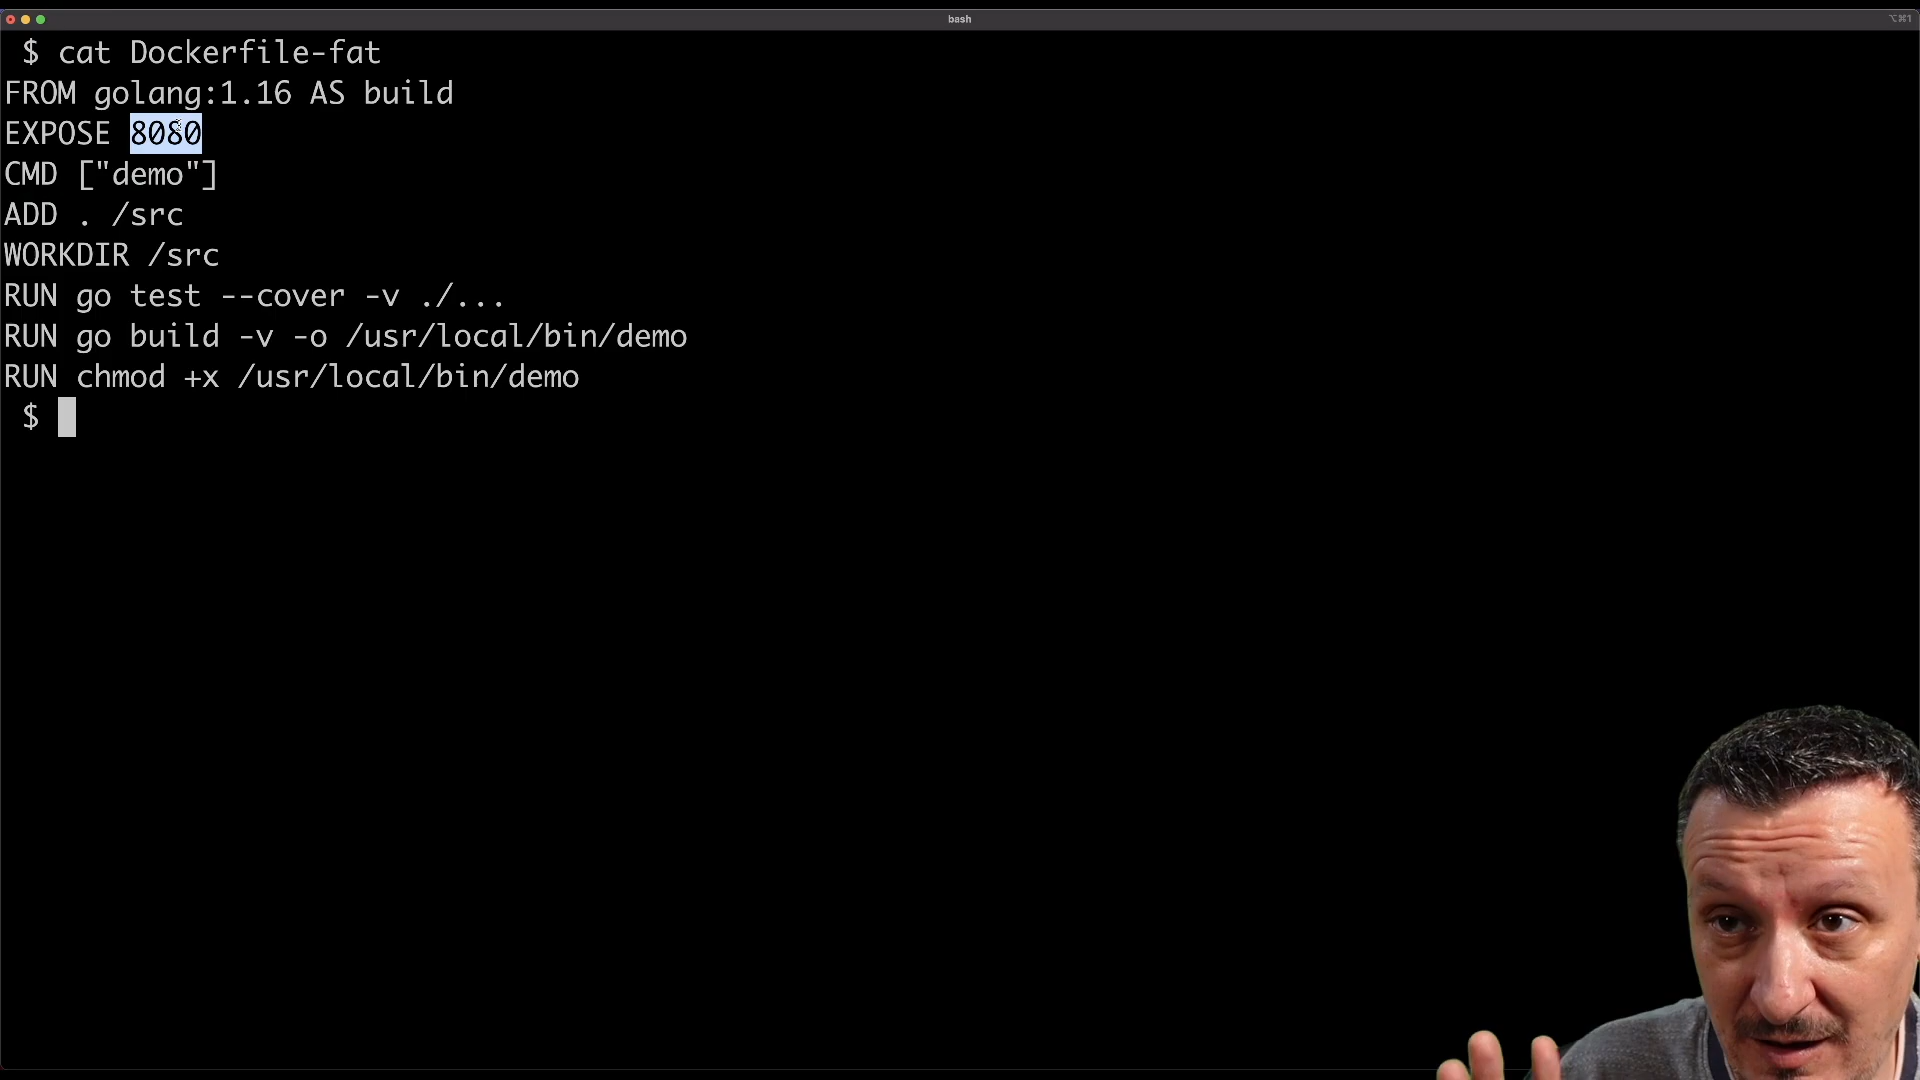 bash
⌥⌘1
$ cat Dockerfile-fat
FROM golang:1.16 AS build
EXPOSE 8080
CMD ["demo"]
ADD . /src
WORKDIR /src
RUN go test --cover -v ./...
RUN go build -v -o /usr/local/bin/demo
RUN chmod +x /usr/local/bin/demo
$